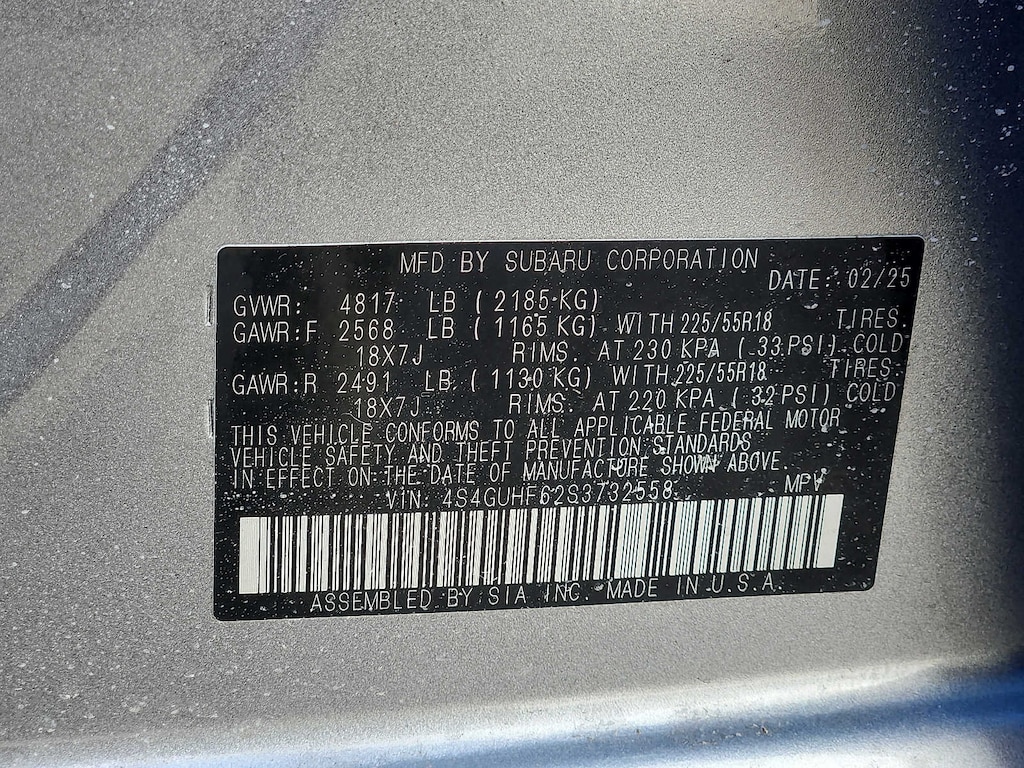 MFD BY SUBARU CORPORATION
DATE: 02/25
GVWR: 4817 LB (2185 KG)
GAWR:F 2568 LB (1165 KG) WITH 225/55R18 TIRES.
18X7J RIMS. AT 230 KPA (33 PSI) COLD
GAWR:R 2491 LB (1130 KG) WITH 225/55R18 TIRES.
18X7J RIMS. AT 220 KPA (32 PSI) COLD
THIS VEHICLE CONFORMS TO ALL APPLICABLE FEDERAL MOTOR
VEHICLE SAFETY AND THEFT PREVENTION STANDARDS
IN EFFECT ON THE DATE OF MANUFACTURE SHOWN ABOVE.
VIN: 4S4GUHF62S3732558 MPV
ASSEMBLED BY SIA INC. MADE IN U.S.A.